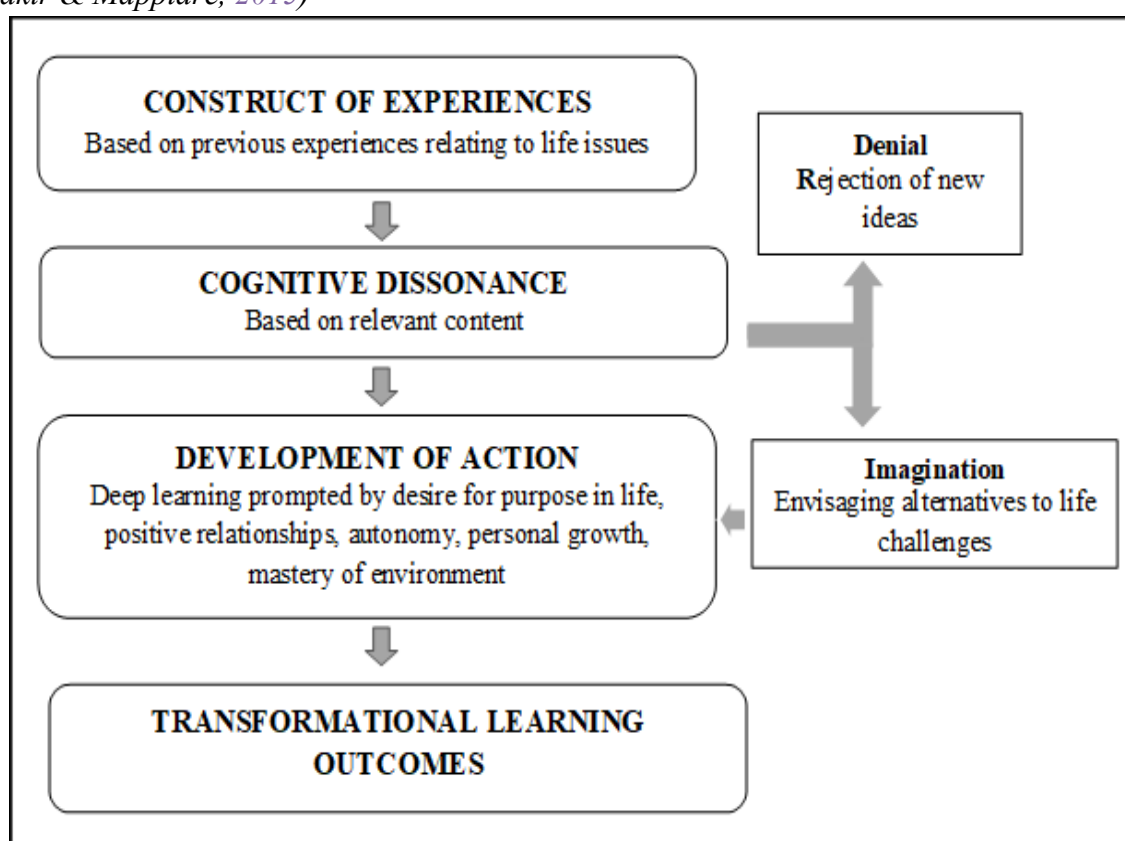 & Mappiare, 2015)
CONSTRUCT OF EXPERIENCES
Based on previous experiences relating to life issues
Denial
Rejection of new
ideas
COGNITIVE DISSONANCE
Based on relevant content
DEVELOPMENT OF ACTION
Deep learning prompted by desire for purpose in life,
positive relationships, autonomy, personal growth,
mastery of environment
Imagination
Envisaging alternatives to life
challenges
TRANSFORMATIONAL LEARNING
OUTCOMES